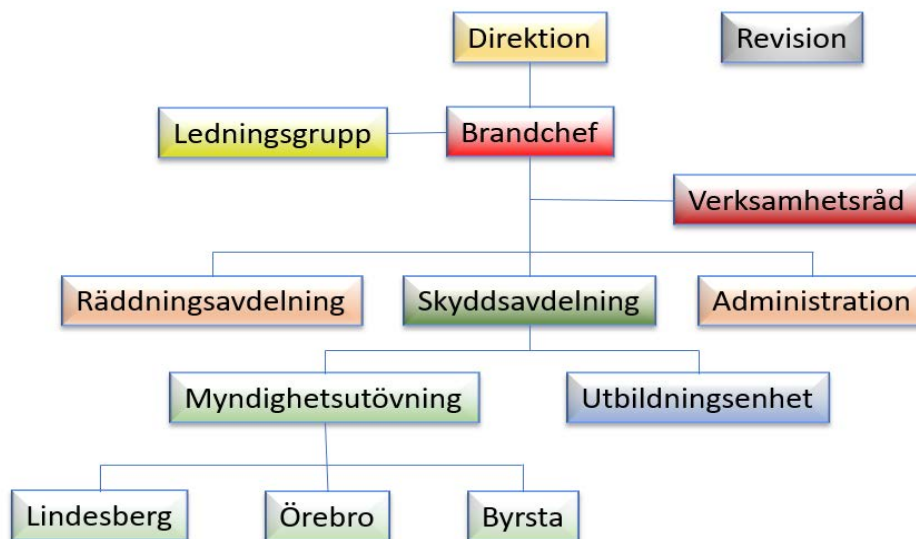 Direktion
Revision
Ledningsgrupp
Brandchef
Verksamhetsråd
Räddningsavdelning
Skyddsavdelning
Administration
Myndighetsutövning
Utbildningsenhet
Lindesberg
Örebro
Byrsta